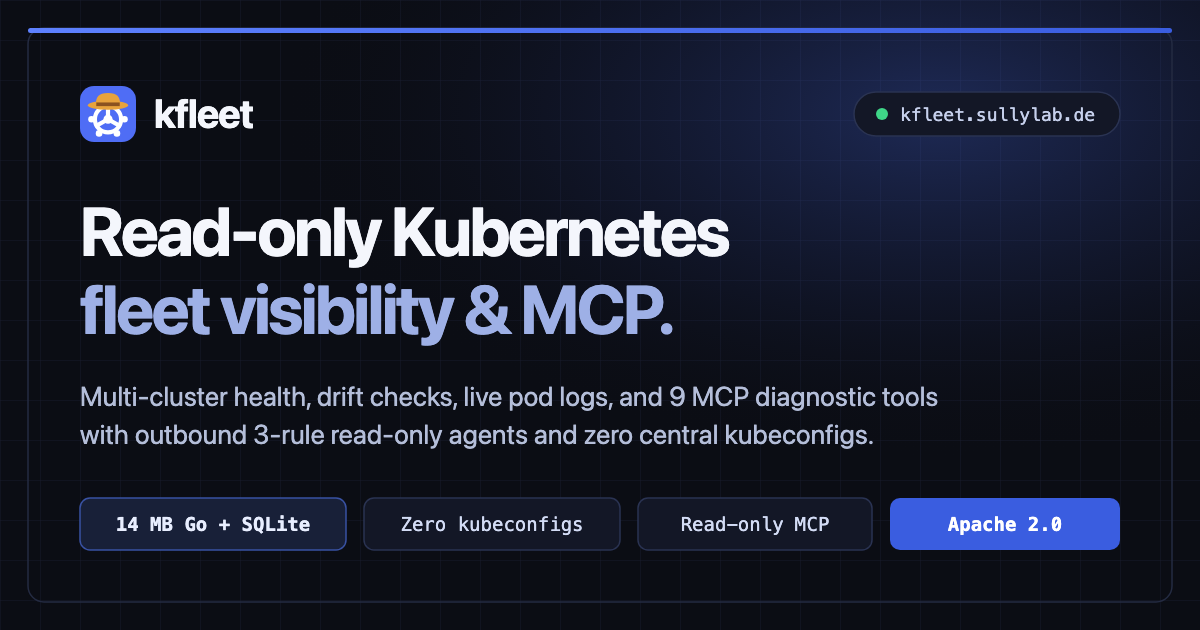 kfleet
kfleet.sullylab.de
Read-only Kubernetes
fleet visibility & MCP.
Multi-cluster health, drift checks, live pod logs, and 9 MCP diagnostic tools
with outbound 3-rule read-only agents and zero central kubeconfigs.
14 MB Go + SQLite
Zero kubeconfigs
Read-only MCP
Apache 2.0